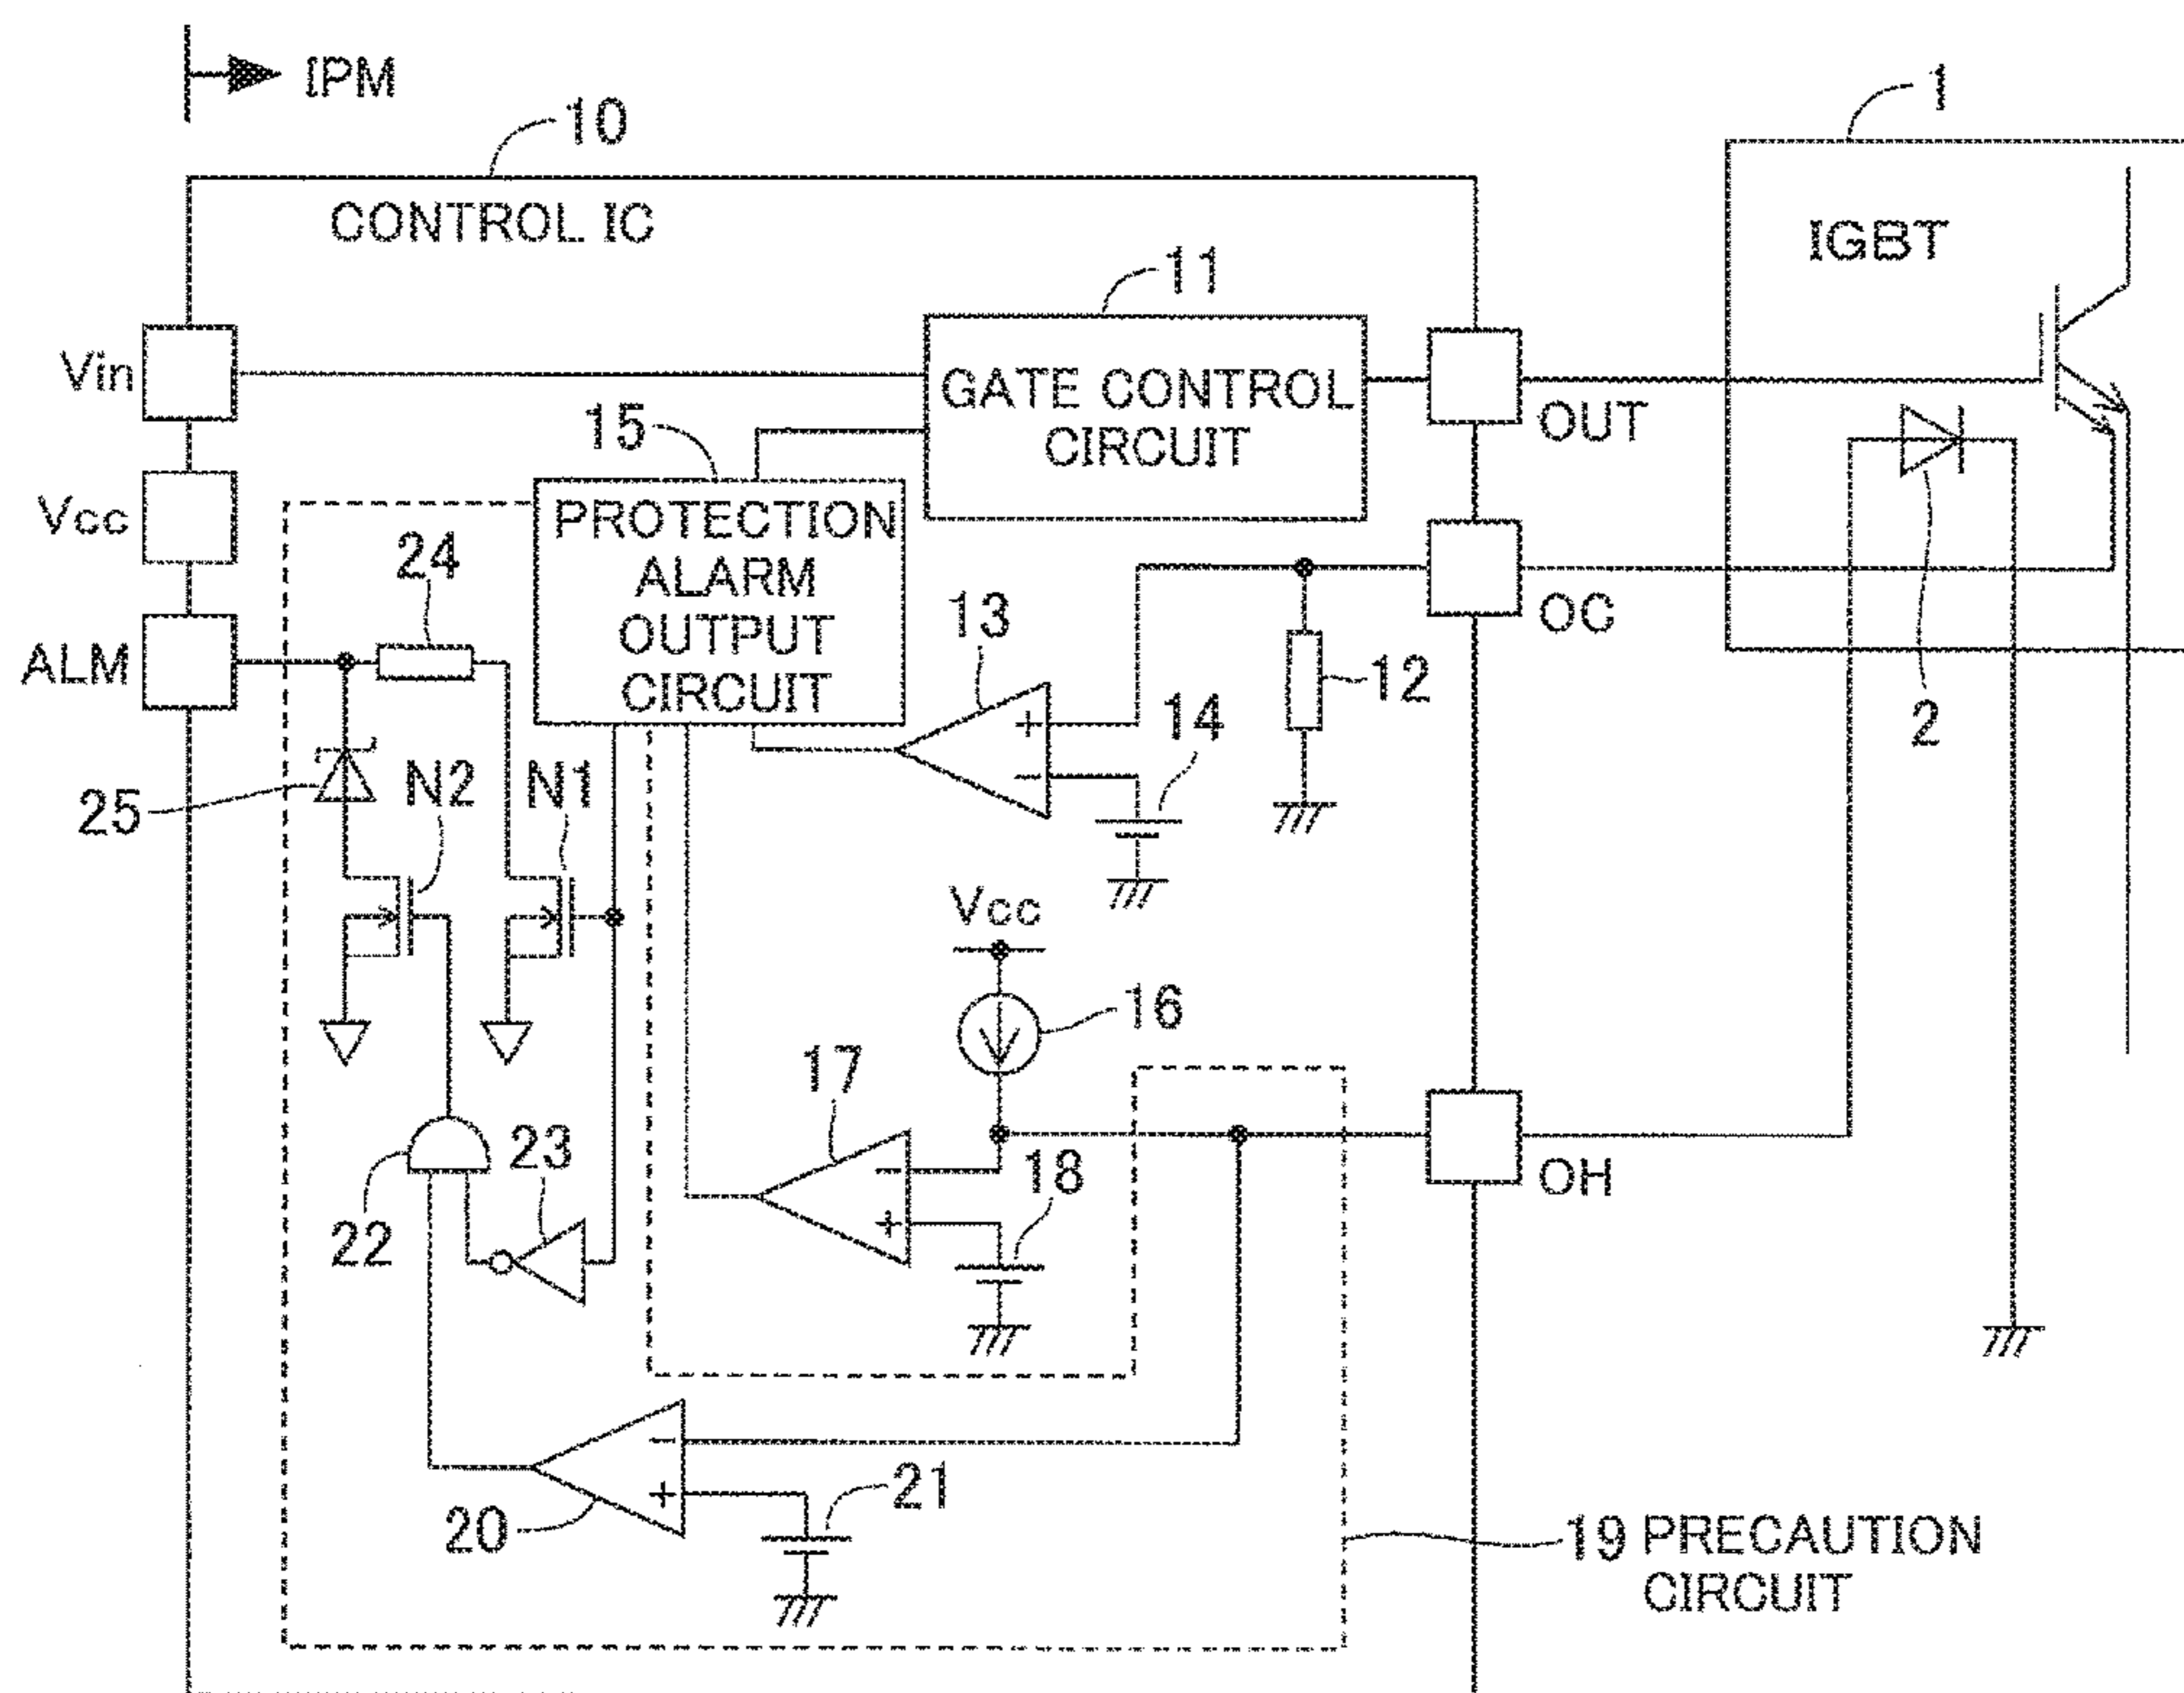 IPM
10
1
CONTROL IC
IGBT
11
Vin
GATE CONTROL
CIRCUIT
OUT
15
Vcc
PROTECTION
ALARM
OUTPUT
CIRCUIT
24
13
OC
ALM
12
14
2
25
N2
N1
+
−
Vcc
16
17
18
OH
−
+
22
23
−
+
20
21
19 PRECAUTION
CIRCUIT